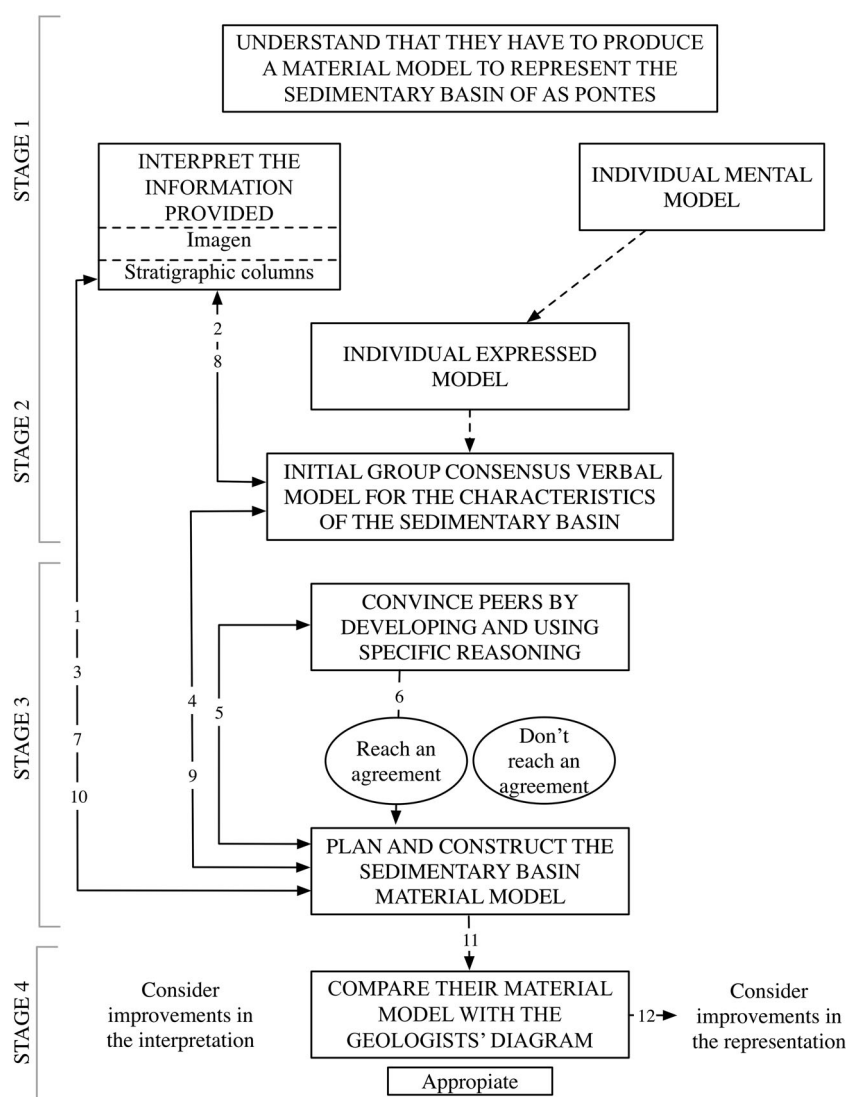 STAGE 1
UNDERSTAND THAT THEY HAVE TO PRODUCE
A MATERIAL MODEL TO REPRESENT THE
SEDIMENTARY BASIN OF AS PONTES
INTERPRET THE
INFORMATION
PROVIDED
Imagen
Stratigraphic columns
INDIVIDUAL MENTAL
MODEL
STAGE 2
2
8
INDIVIDUAL EXPRESSED
MODEL
INITIAL GROUP CONSENSUS VERBAL
MODEL FOR THE CHARACTERISTICS
OF THE SEDIMENTARY BASIN
STAGE 3
1
3
7
10
4
9
5
CONVINCE PEERS BY
DEVELOPING AND USING
SPECIFIC REASONING
6
Reach an
agreement
Don't
reach an
agreement
PLAN AND CONSTRUCT THE
SEDIMENTARY BASIN
MATERIAL MODEL
11
STAGE 4
Consider
improvements in
the interpretation
COMPARE THEIR MATERIAL
MODEL WITH THE
GEOLOGISTS' DIAGRAM
12
Consider
improvements in
the representation
Appropiate